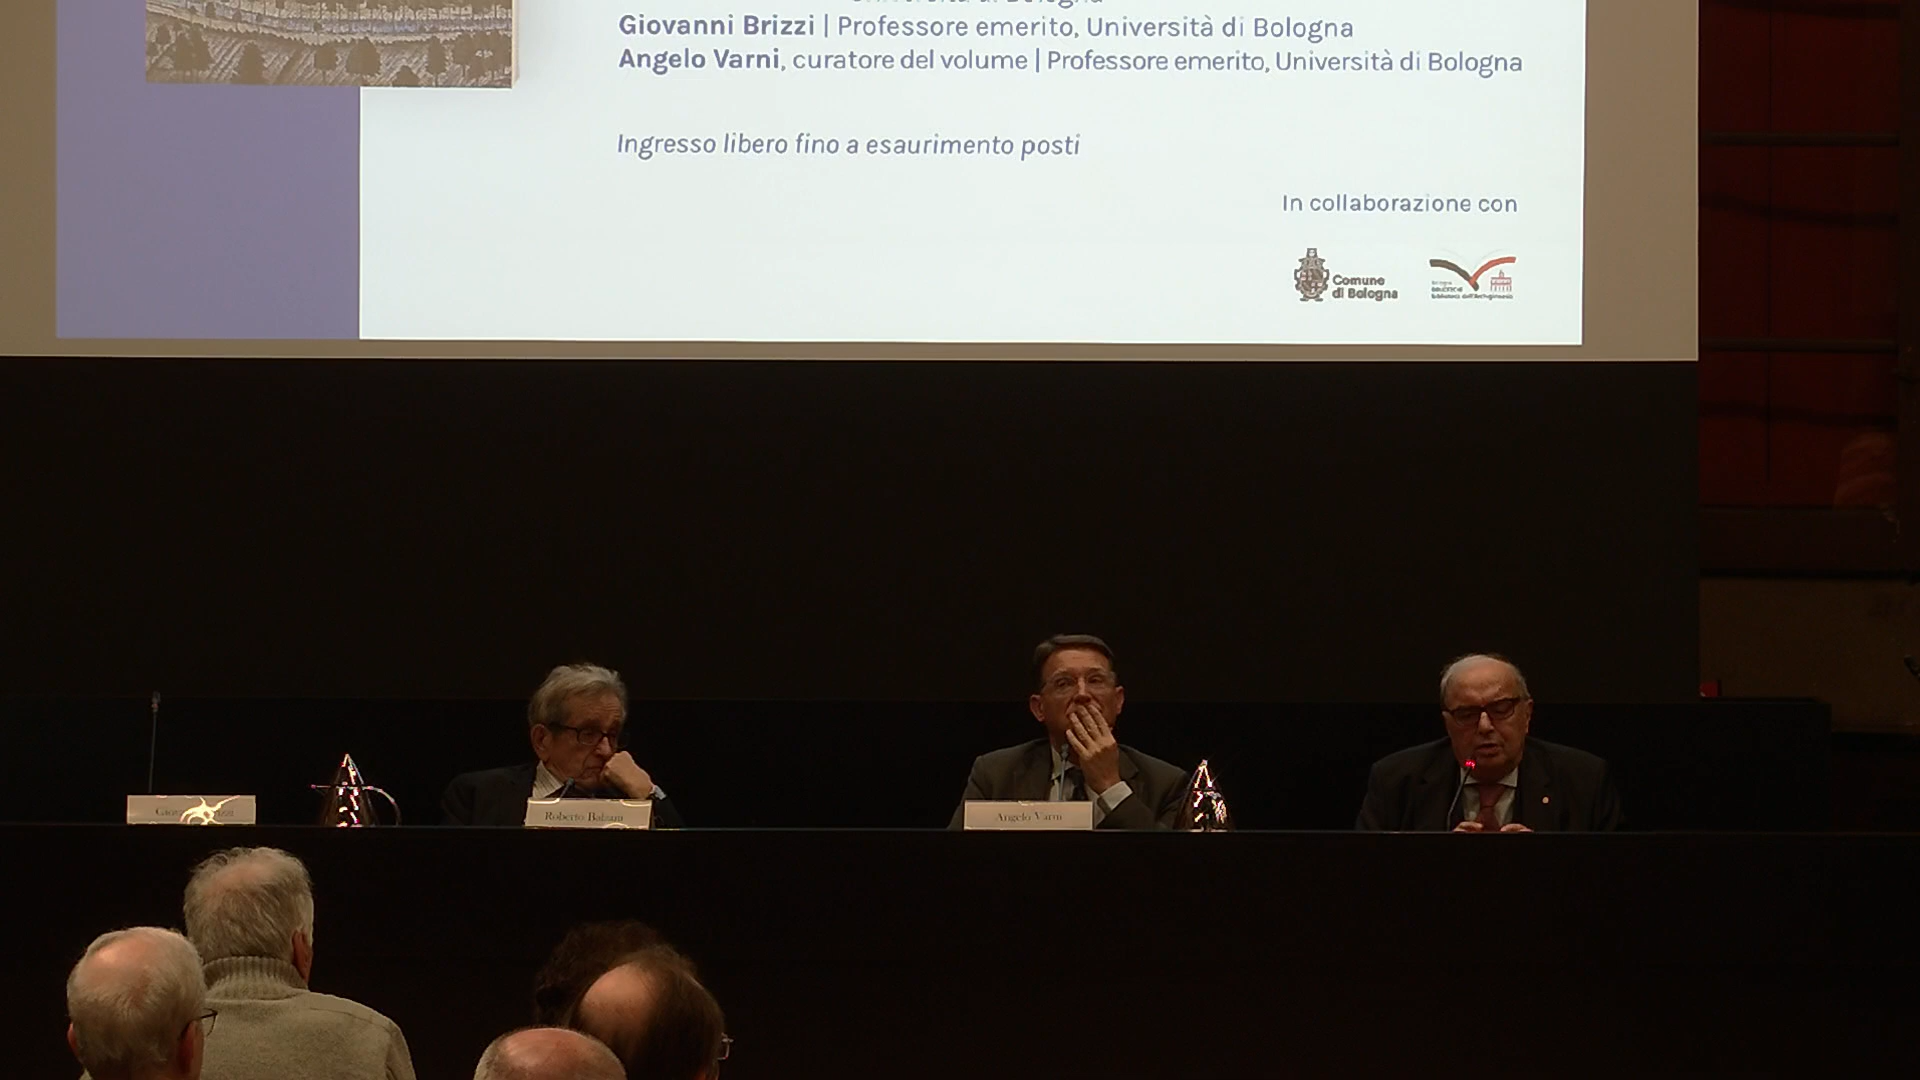 Giovanni Brizzi | Professore emerito, Università di Bologna
Angelo Varni, curatore del volume | Professore emerito, Università di Bologna
Ingresso libero fino a esaurimento posti
In collaborazione con
Comune
di Bologna
Roberto Balzani
Angelo Varni